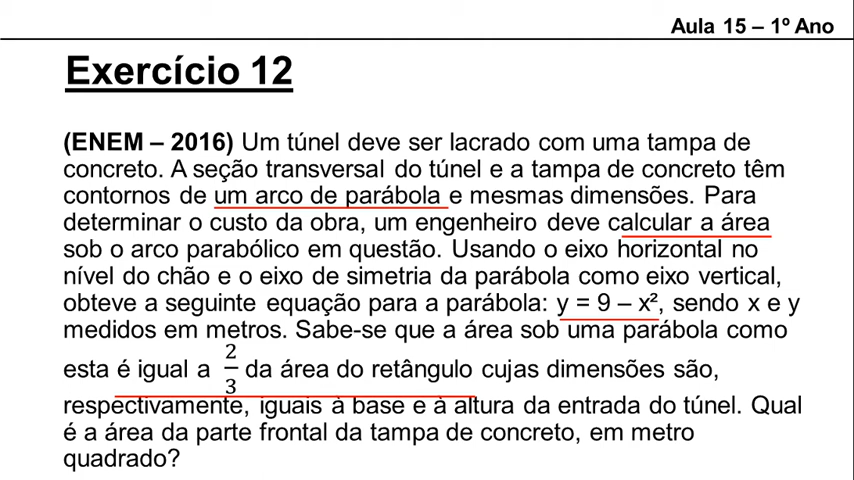 Aula 15 – 1º Ano
Exercício 12
(ENEM – 2016) Um túnel deve ser lacrado com uma tampa de
concreto. A seção transversal do túnel e a tampa de concreto têm
contornos de um arco de parábola e mesmas dimensões. Para
determinar o custo da obra, um engenheiro deve calcular a área
sob o arco parabólico em questão. Usando o eixo horizontal no
nível do chão e o eixo de simetria da parábola como eixo vertical,
obteve a seguinte equação para a parábola: y = 9 – x², sendo x e y
medidos em metros. Sabe-se que a área sob uma parábola como
esta é igual a 2/3 da área do retângulo cujas dimensões são,
respectivamente, iguais à base e à altura da entrada do túnel. Qual
é a área da parte frontal da tampa de concreto, em metro
quadrado?